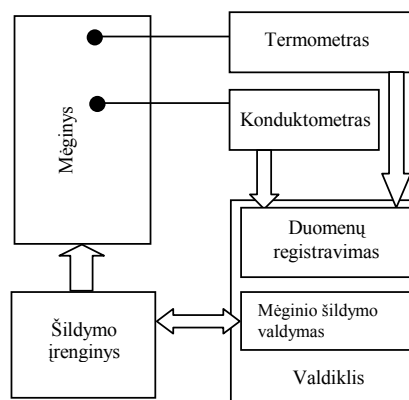 Termometras
Mėginys
Konduktometras
Duomenų
registravimas
Šildymo
įrenginys
Mėginio šildymo
valdymas
Valdiklis